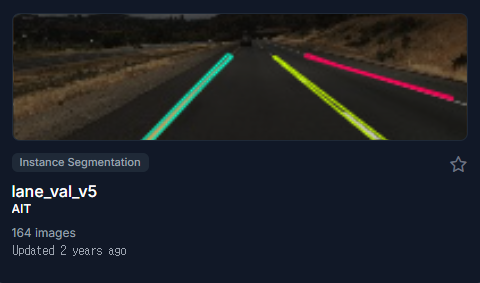 Instance Segmentation
lane_val_v5
AIT
164 images
Updated 2 years ago